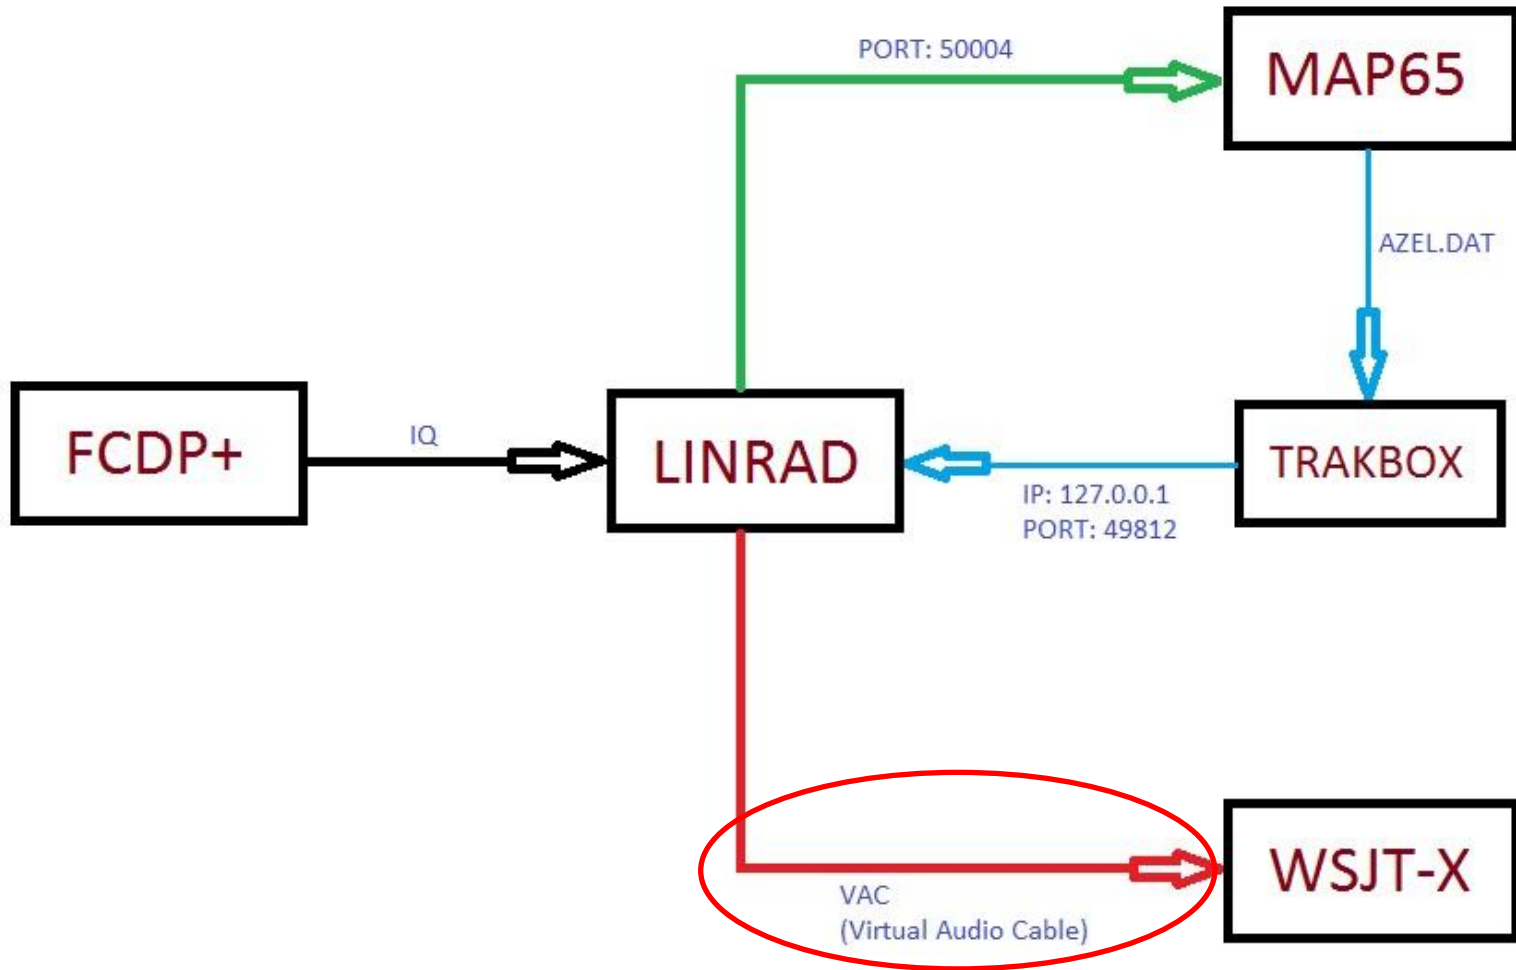 PORT: 50004
MAP65
AZEL.DAT
FCDP+
IQ
LINRAD
TRAKBOX
IP: 127.0.0.1
PORT: 49812
VAC
(Virtual Audio Cable)
WSJT-X